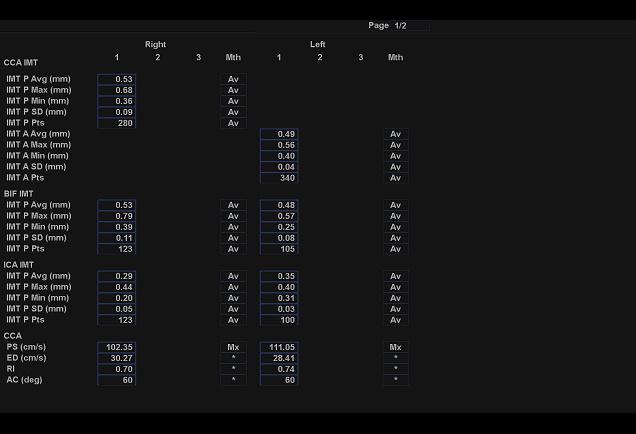 Page 1/2
Right Left
1 2 3 Mth 1 2 3 Mth
CCA IMT
IMT P Avg (mm) 0.53 Av
IMT P Max (mm) 0.68 Av
IMT P Min (mm) 0.36 Av
IMT P SD (mm) 0.09 Av
IMT P Pts 280 Av
IMT A Avg (mm) 0.49 Av
IMT A Max (mm) 0.56 Av
IMT A Min (mm) 0.40 Av
IMT A SD (mm) 0.04 Av
IMT A Pts 340 Av
BIF IMT
IMT P Avg (mm) 0.53 Av 0.48 Av
IMT P Max (mm) 0.79 Av 0.57 Av
IMT P Min (mm) 0.39 Av 0.25 Av
IMT P SD (mm) 0.11 Av 0.08 Av
IMT P Pts 123 Av 105 Av
ICA IMT
IMT P Avg (mm) 0.29 Av 0.35 Av
IMT P Max (mm) 0.44 Av 0.40 Av
IMT P Min (mm) 0.20 Av 0.31 Av
IMT P SD (mm) 0.05 Av 0.03 Av
IMT P Pts 123 Av 100 Av
CCA
PS (cm/s) 102.35 Mx 111.05 Mx
ED (cm/s) 30.27 * 28.41 *
RI 0.70 * 0.74 *
AC (deg) 60 * 60 *